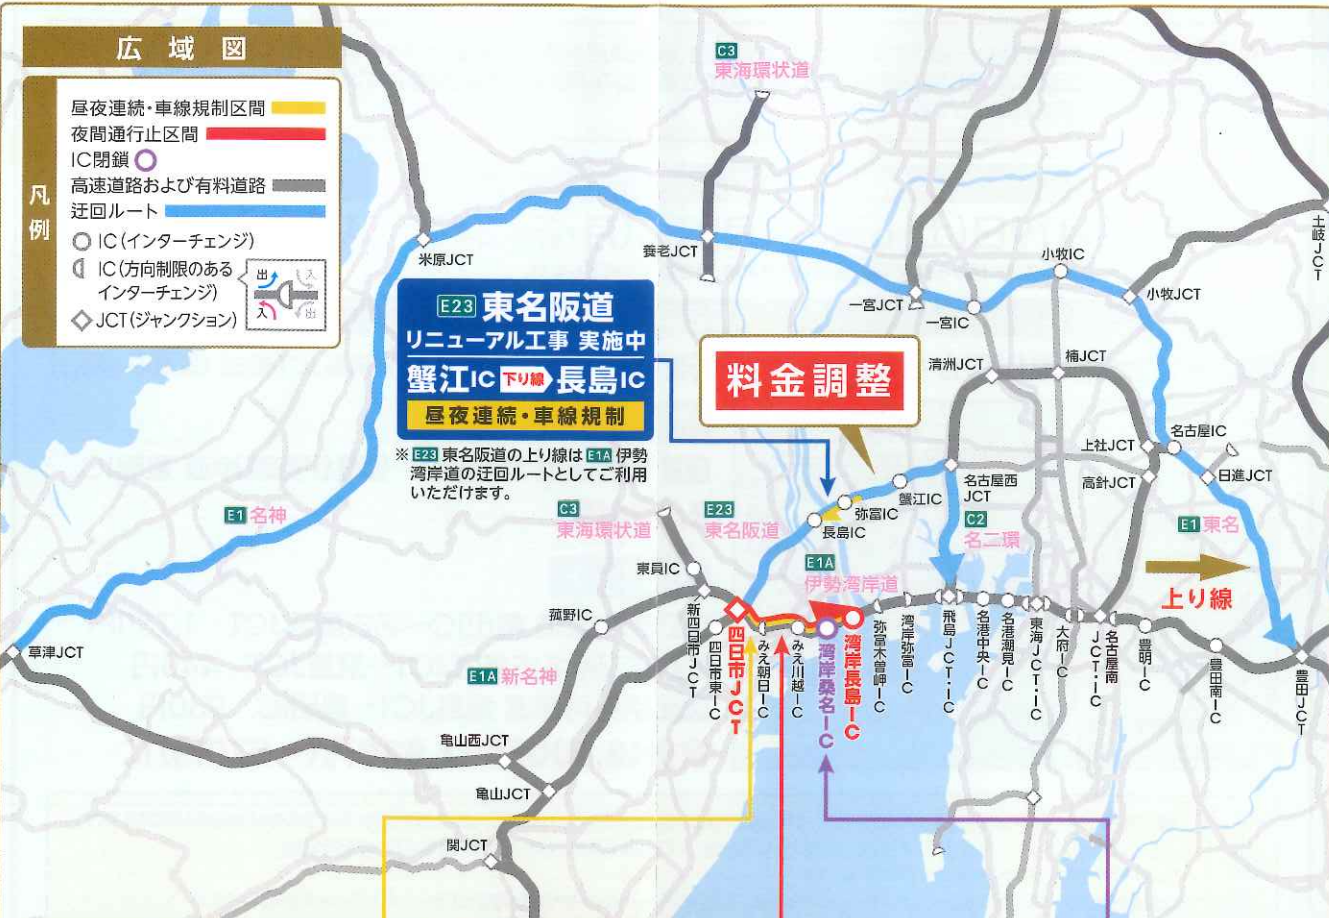 広域図
凡例
昼夜連続・車線規制区間
夜間通行止区間
IC閉鎖
高速道路および有料道路
迂回ルート
IC(インターチェンジ)
IC(方向制限のある
インターチェンジ)
出
入
入
出
JCT(ジャンクション)
C3
東海環状道
米原JCT
養老JCT
一宮JCT
一宮IC
小牧IC
小牧JCT
土岐JCT
E23 東名阪道
リニューアル工事 実施中
蟹江IC 下り線 長島IC
昼夜連続・車線規制
※E23 東名阪道の上り線は E1A 伊勢
湾岸道の迂回ルートとしてご利用
いただけます。
料金調整
清洲JCT
楠JCT
上社JCT
名古屋IC
高針JCT
日進JCT
名古屋西
JCT
蟹江IC
弥富IC
長島IC
E1 名神
C3
東海環状道
E23
東名阪道
C2
名二環
E1 東名
E1A
伊勢湾岸道
上り線
東員IC
菰野IC
草津JCT
E1A 新名神
新四日市JCT
四日市東IC
四日市JCT
みえ朝日IC
みえ川越IC
湾岸桑名IC
湾岸長島IC
弥富木曽岬IC
湾岸弥富IC
飛島JCT・IC
名港中央IC
名港潮見IC
東海JCT・IC
大府IC
名古屋南
JCT・IC
豊明IC
豊田南IC
豊田JCT
亀山西JCT
亀山JCT
関JCT